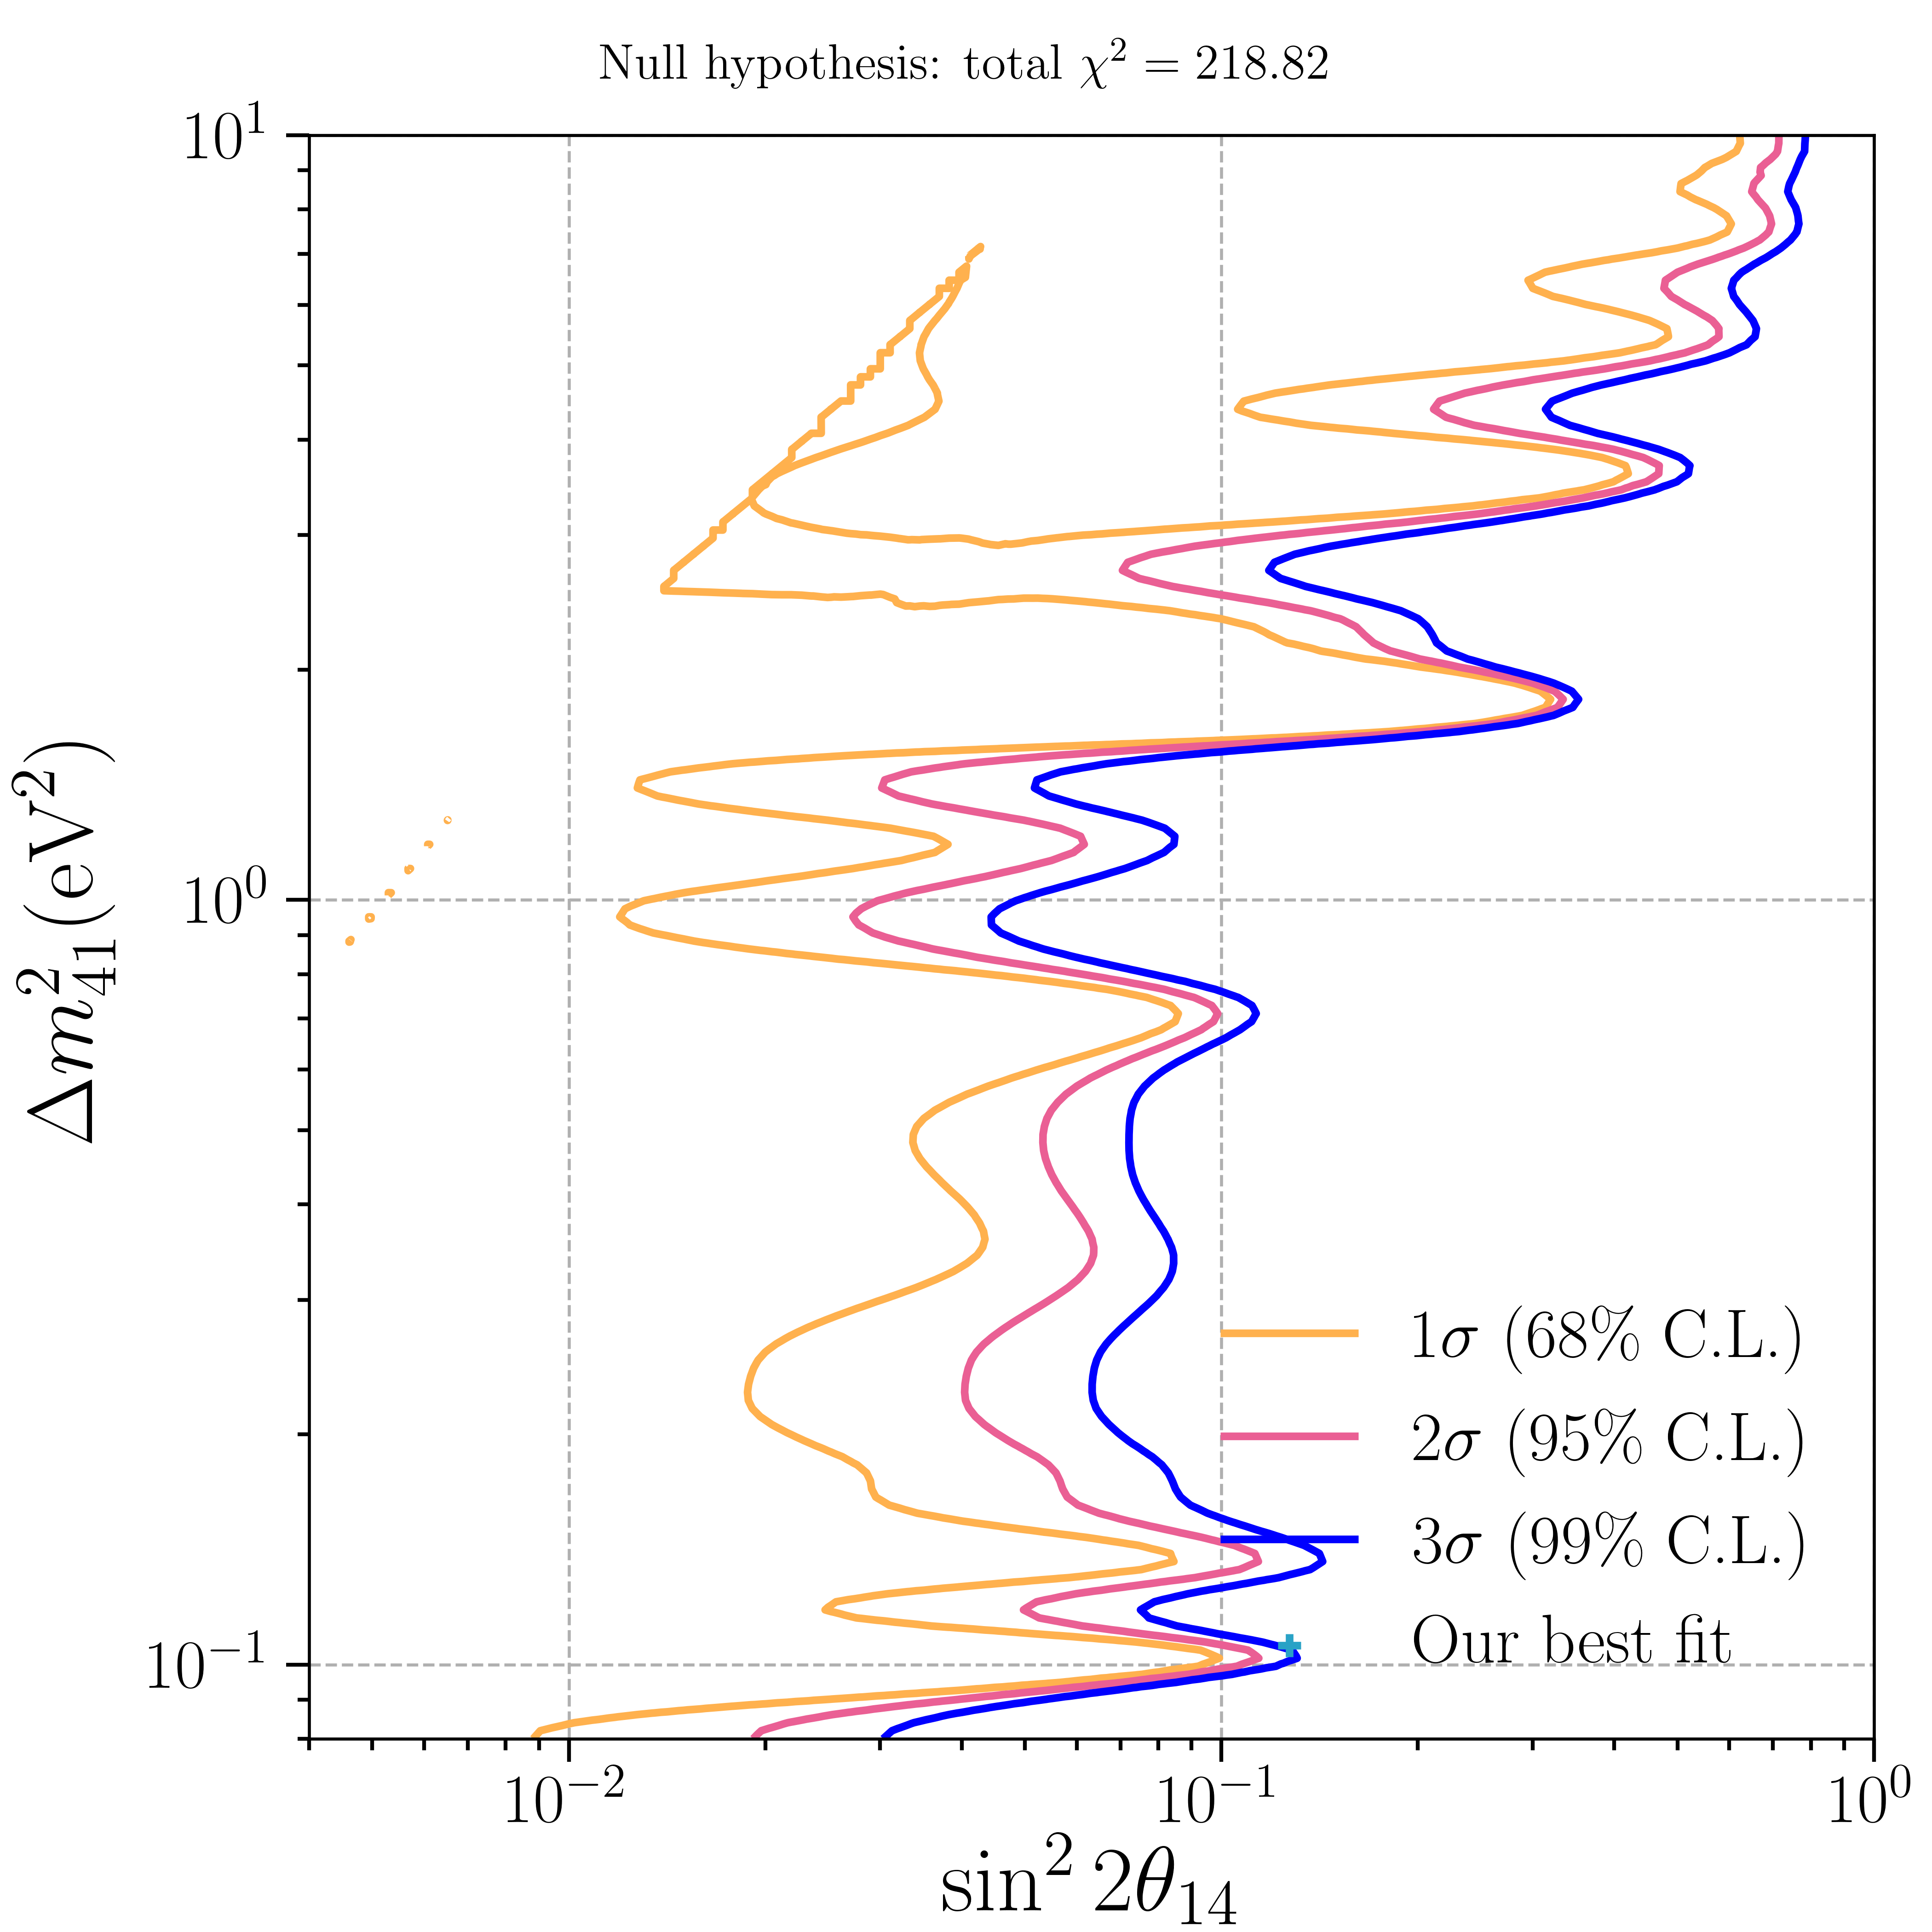 Null hypothesis: total χ² = 218.82
10¹
10⁰
10⁻¹
Δm²₄₁(eV²)
1σ (68% C.L.)
2σ (95% C.L.)
3σ (99% C.L.)
Our best fit
10⁻²
10⁻¹
10⁰
sin² 2θ₁₄